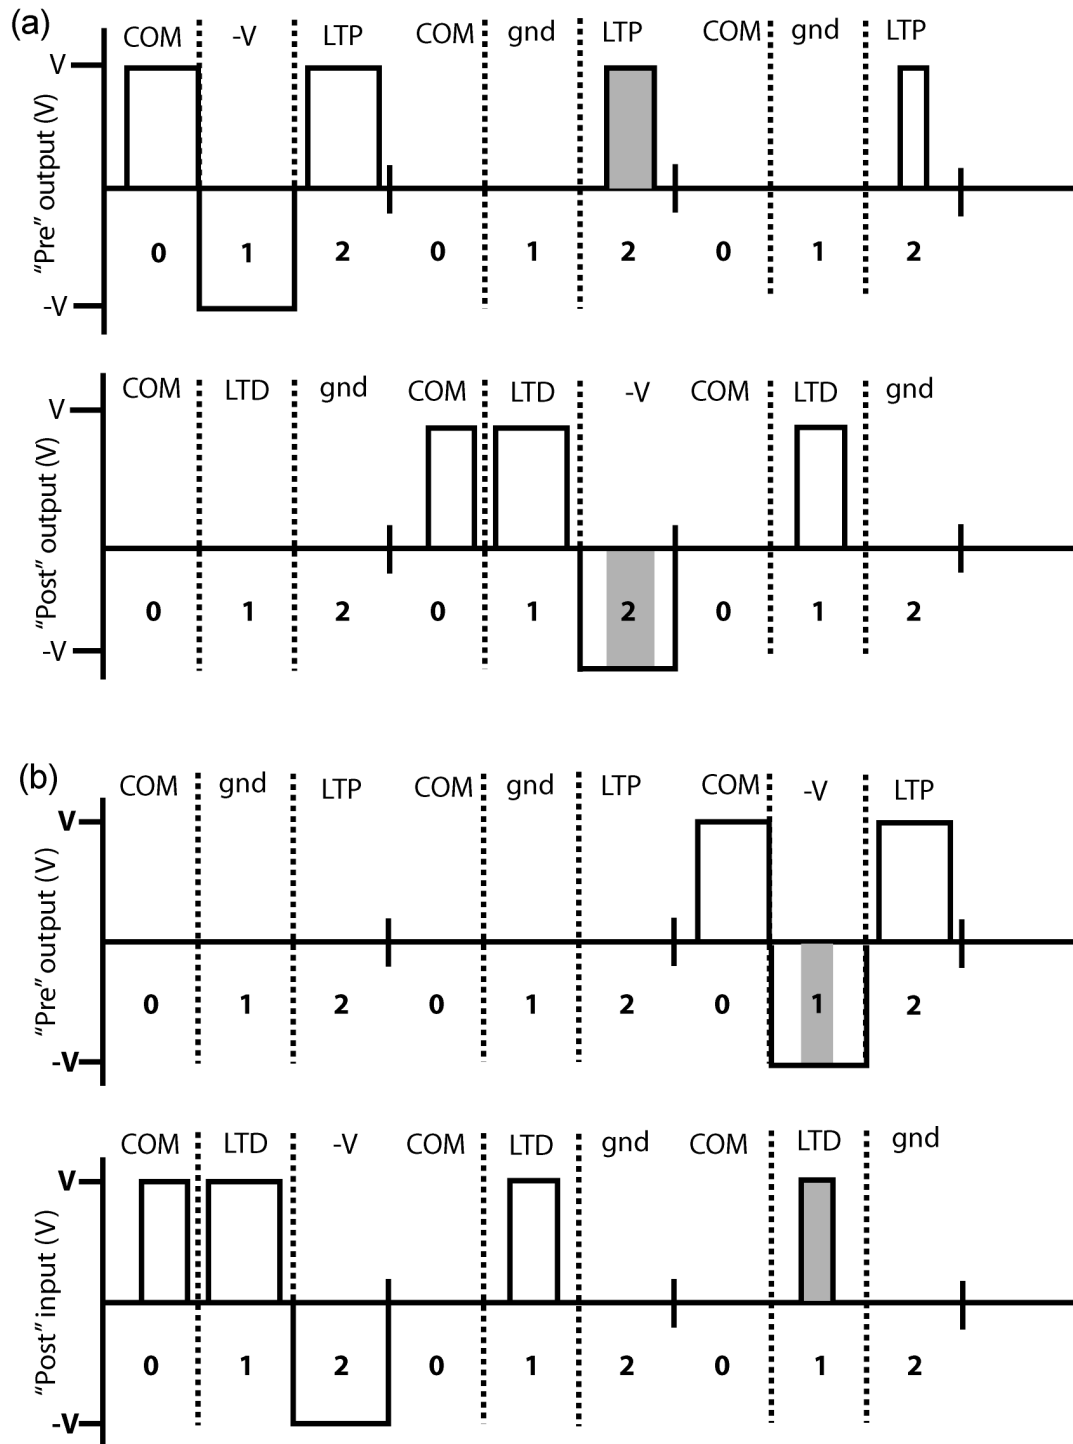 (a)
COM -V LTP COM gnd LTP COM gnd LTP
V
"Pre" output (V)
0 1 2 0 1 2 0 1 2
-V
COM LTD gnd COM LTD -V COM LTD gnd
V
"Post" output (V)
0 1 2 0 1 2 0 1 2
-V
(b)
COM gnd LTP COM gnd LTP COM -V LTP
V
"Pre" output (V)
0 1 2 0 1 2 0 1 2
-V
COM LTD -V COM LTD gnd COM LTD gnd
V
"Post" input (V)
0 1 2 0 1 2 0 1 2
-V